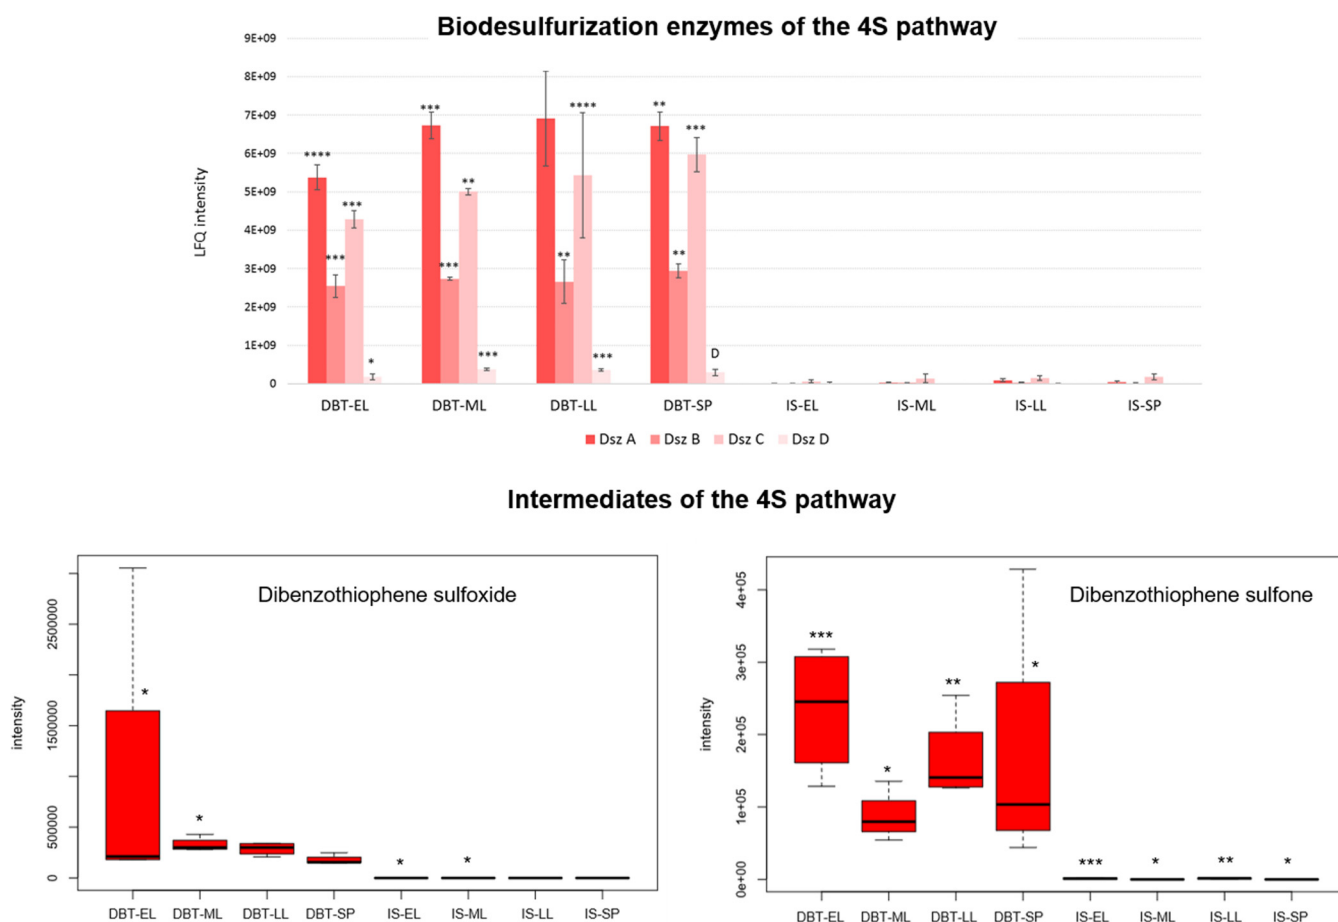 Biodesulfurization enzymes of the 4S pathway
9E+09
8E+09
7E+09
6E+09
5E+09
4E+09
3E+09
2E+09
1E+09
0
LFQ intensity
**** *** *** *
*** *** ** ***
** **** ***
** ** *** D
DBT-EL DBT-ML DBT-LL DBT-SP IS-EL IS-ML IS-LL IS-SP
Dsz A Dsz B Dsz C Dsz D
Intermediates of the 4S pathway
Dibenzothiophene sulfoxide
intensity
2500000
1500000
500000
0
* * * *
DBT-EL DBT-ML DBT-LL DBT-SP IS-EL IS-ML IS-LL IS-SP
Dibenzothiophene sulfone
intensity
4e+05
3e+05
2e+05
1e+05
0e+00
*** * ** * *** * ** *
DBT-EL DBT-ML DBT-LL DBT-SP IS-EL IS-ML IS-LL IS-SP